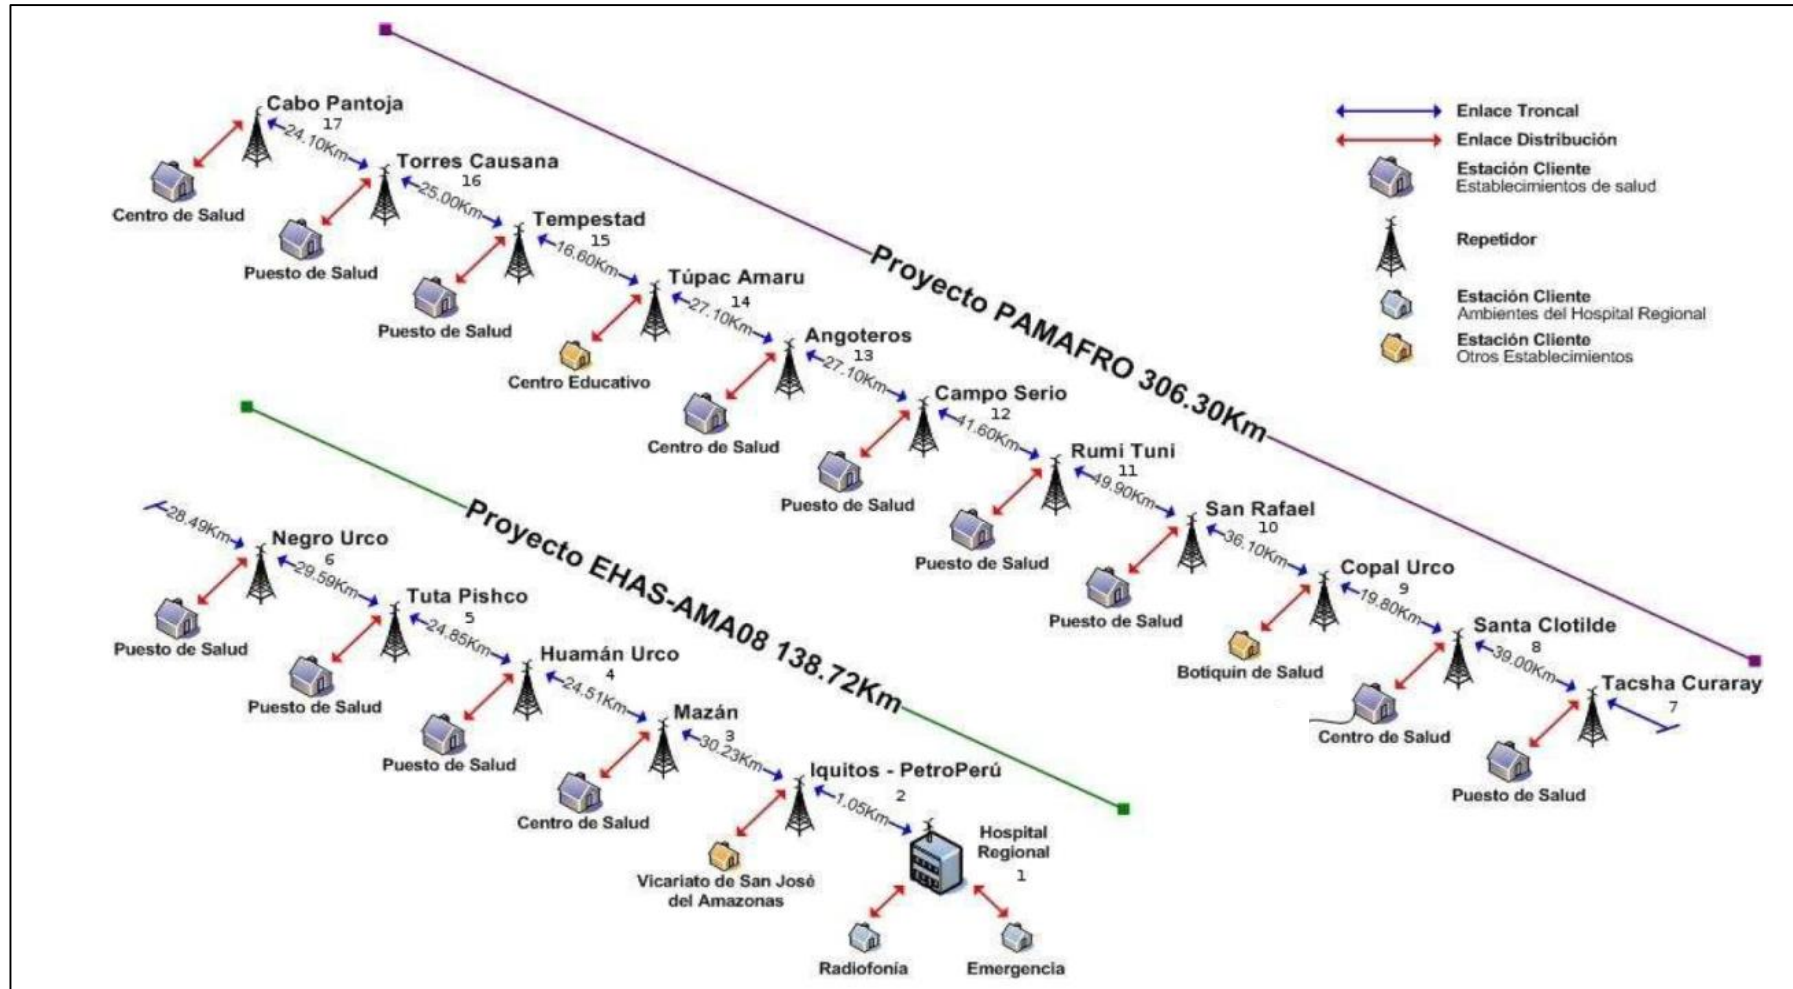 Cabo Pantoja
17
24.10Km
Centro de Salud
Torres Causana
16
25.00Km
Puesto de Salud
Tempestad
15
16.60Km
Puesto de Salud
Túpac Amaru
14
27.10Km
Centro Educativo
Angoteros
13
27.10Km
Centro de Salud
Campo Serio
12
41.60Km
Puesto de Salud
Rumi Tuni
11
49.90Km
Puesto de Salud
San Rafael
10
36.10Km
Puesto de Salud
Copal Urco
9
19.80Km
Botiquin de Salud
Santa Clotilde
8
39.00Km
Centro de Salud
Tacsha Curaray
7
Puesto de Salud
Proyecto PAMAFRO 306.30Km
Enlace Troncal
Enlace Distribución
Estación Cliente
Establecimientos de salud
Repetidor
Estación Cliente
Ambientes del Hospital Regional
Estación Cliente
Otros Establecimientos
Proyecto EHAS-AMA08 138.72Km
28.49Km
Negro Urco
6
29.59Km
Puesto de Salud
Tuta Pishco
5
24.85Km
Puesto de Salud
Huamán Urco
4
24.51Km
Puesto de Salud
Mazán
3
30.23Km
Centro de Salud
Iquitos - PetroPerú
2
1.05Km
Vicariato de San José
del Amazonas
Hospital
Regional
1
Radiofonía
Emergencia